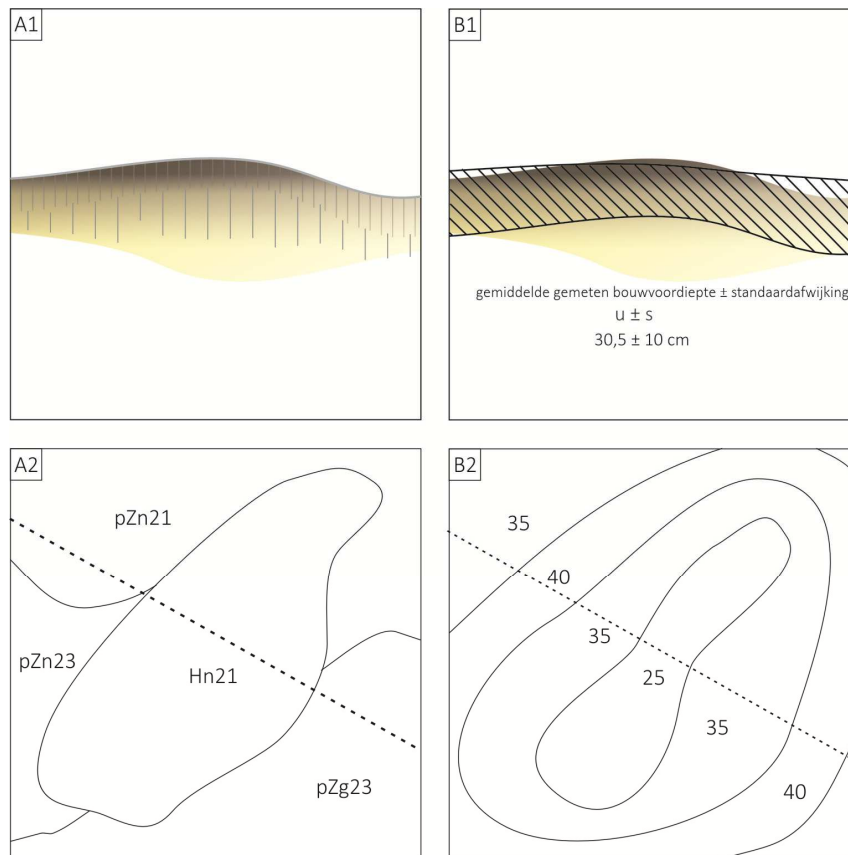 A1
B1
gemiddelde gemeten bouwvoordiepte ± standaardafwijking
u ± s
30,5 ± 10 cm
A2
pZn21
pZn23
Hn21
pZg23
B2
35
40
35
25
35
40